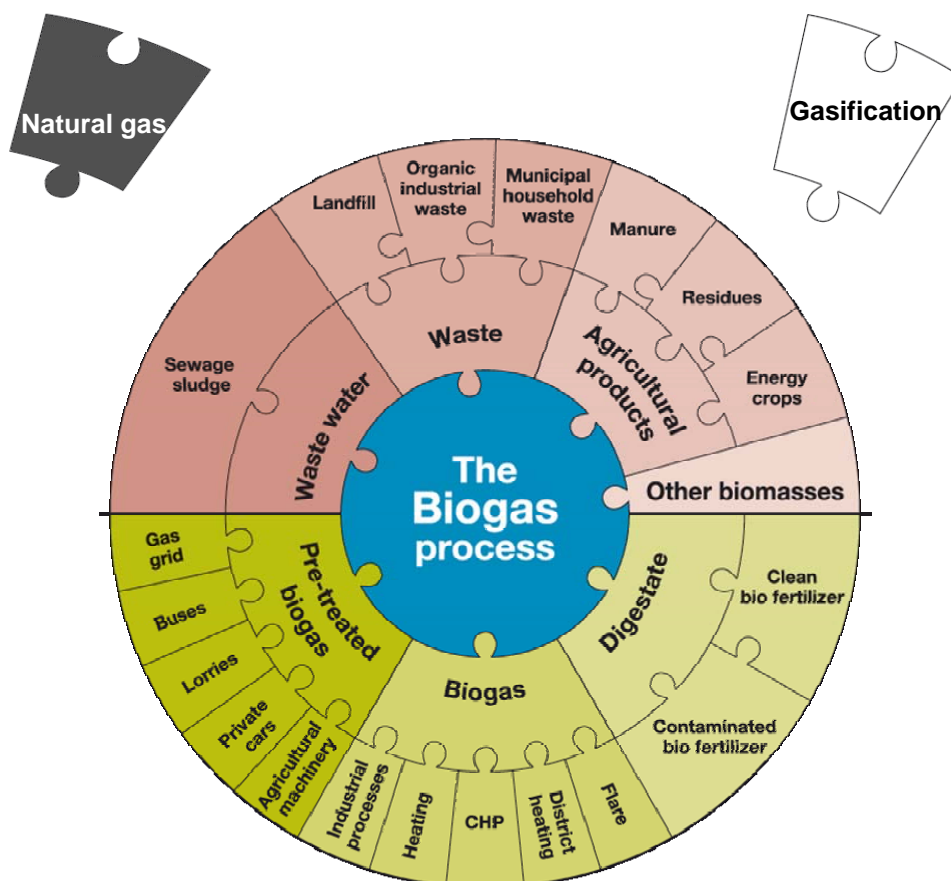 Natural gas
Gasification
Landfill
Organic
industrial
waste
Municipal
household
waste
Manure
Residues
Energy
crops
Sewage
sludge
Waste water
Waste
Agricultural
products
Other biomasses
The
Biogas
process
Gas
grid
Buses
Lorries
Private
cars
Agricultural
machinery
Pre-treated
biogas
Biogas
Digestate
Industrial
processes
Heating
CHP
District
heating
Flare
Clean
bio fertilizer
Contaminated
bio fertilizer